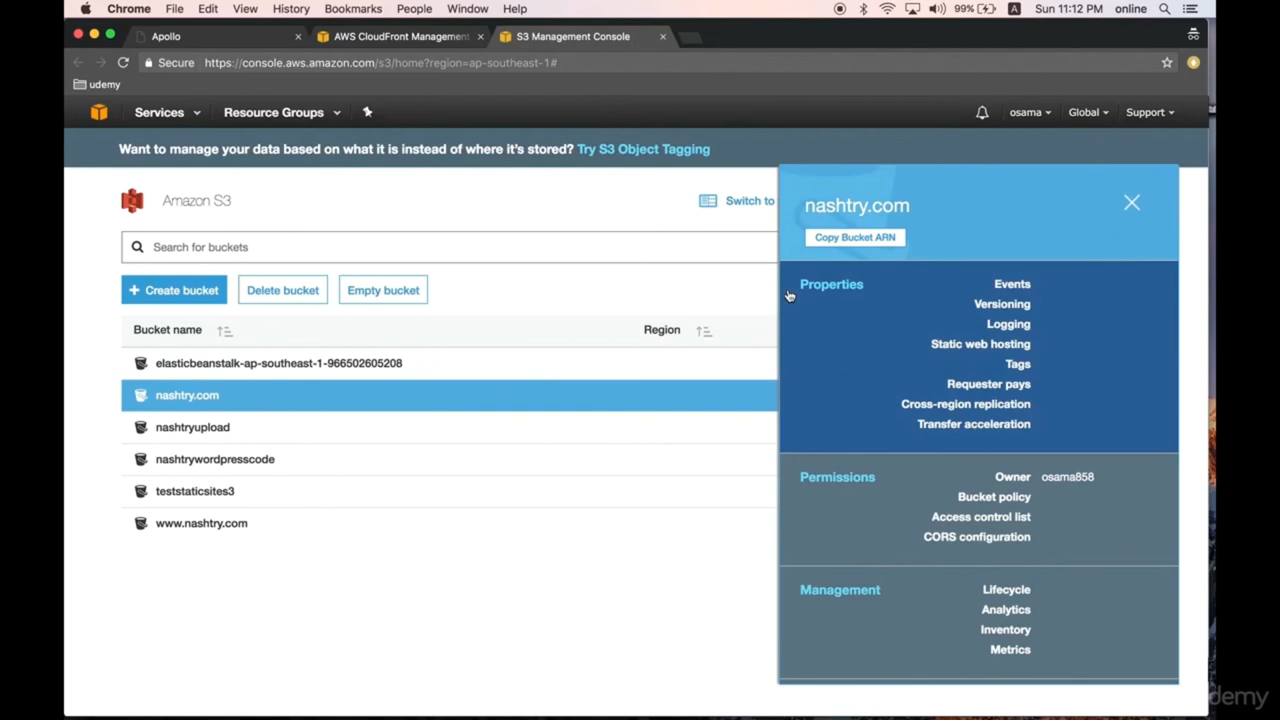 Chrome File Edit View History Bookmarks People Window Help 99% A Sun 11:12 PM online
Apollo AWS CloudFront Management S3 Management Console
Secure https://console.aws.amazon.com/s3/home?region=ap-southeast-1#
udemy
Services Resource Groups osama Global Support
Want to manage your data based on what it is instead of where it's stored? Try S3 Object Tagging
Amazon S3 Switch to
Search for buckets
+ Create bucket Delete bucket Empty bucket
Bucket name Region
elasticbeanstalk-ap-southeast-1-966502605208
nashtry.com
nashtryupload
nashtrywordpresscode
teststaticsites3
www.nashtry.com
nashtry.com
Copy Bucket ARN
Properties Events
Versioning
Logging
Static web hosting
Tags
Requester pays
Cross-region replication
Transfer acceleration
Permissions Owner osama858
Bucket policy
Access control list
CORS configuration
Management Lifecycle
Analytics
Inventory
Metrics
demy